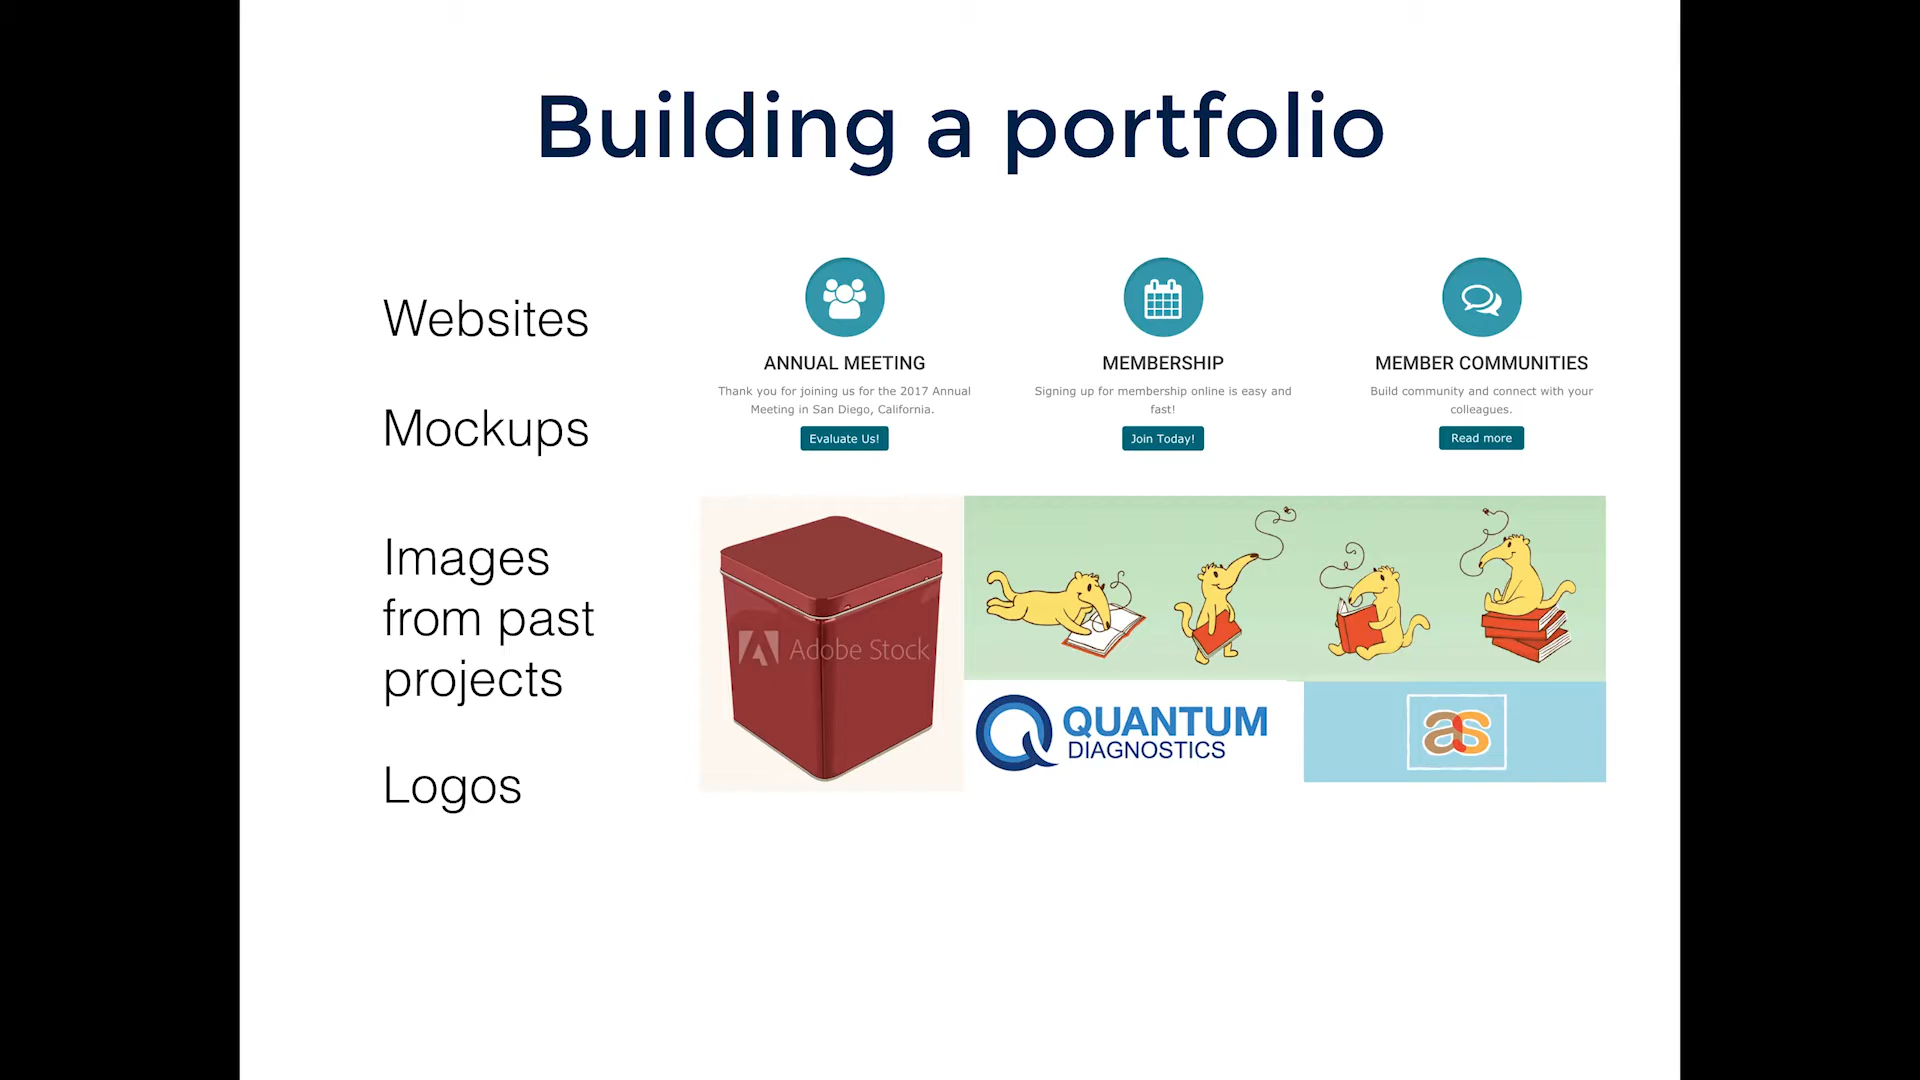 Building a portfolio
Websites
Mockups
Images
from past
projects
Logos
ANNUAL MEETING
Thank you for joining us for the 2017 Annual
Meeting in San Diego, California.
Evaluate Us!
MEMBERSHIP
Signing up for membership online is easy and
fast!
Join Today!
MEMBER COMMUNITIES
Build community and connect with your
colleagues.
Read more
Adobe Stock
QUANTUM
DIAGNOSTICS
as